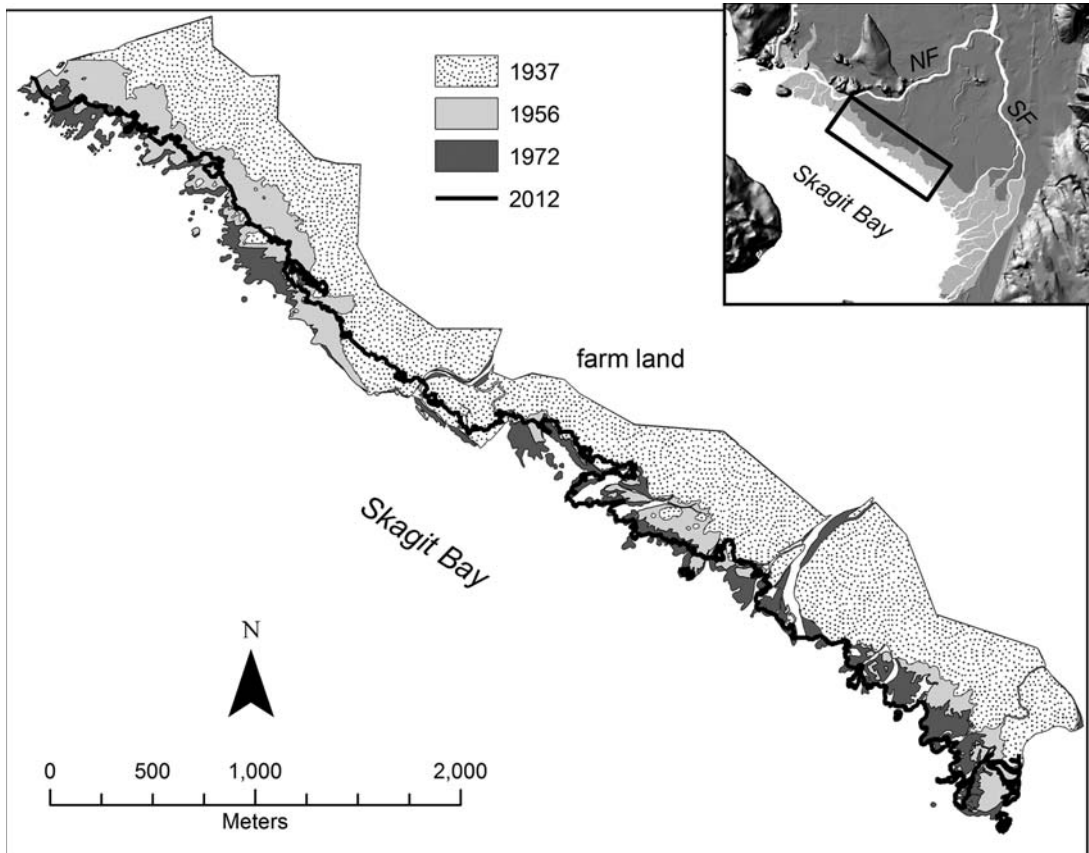 1937
1956
1972
2012
NF
SF
Skagit Bay
farm land
Skagit Bay
N
0 500 1,000 2,000
Meters